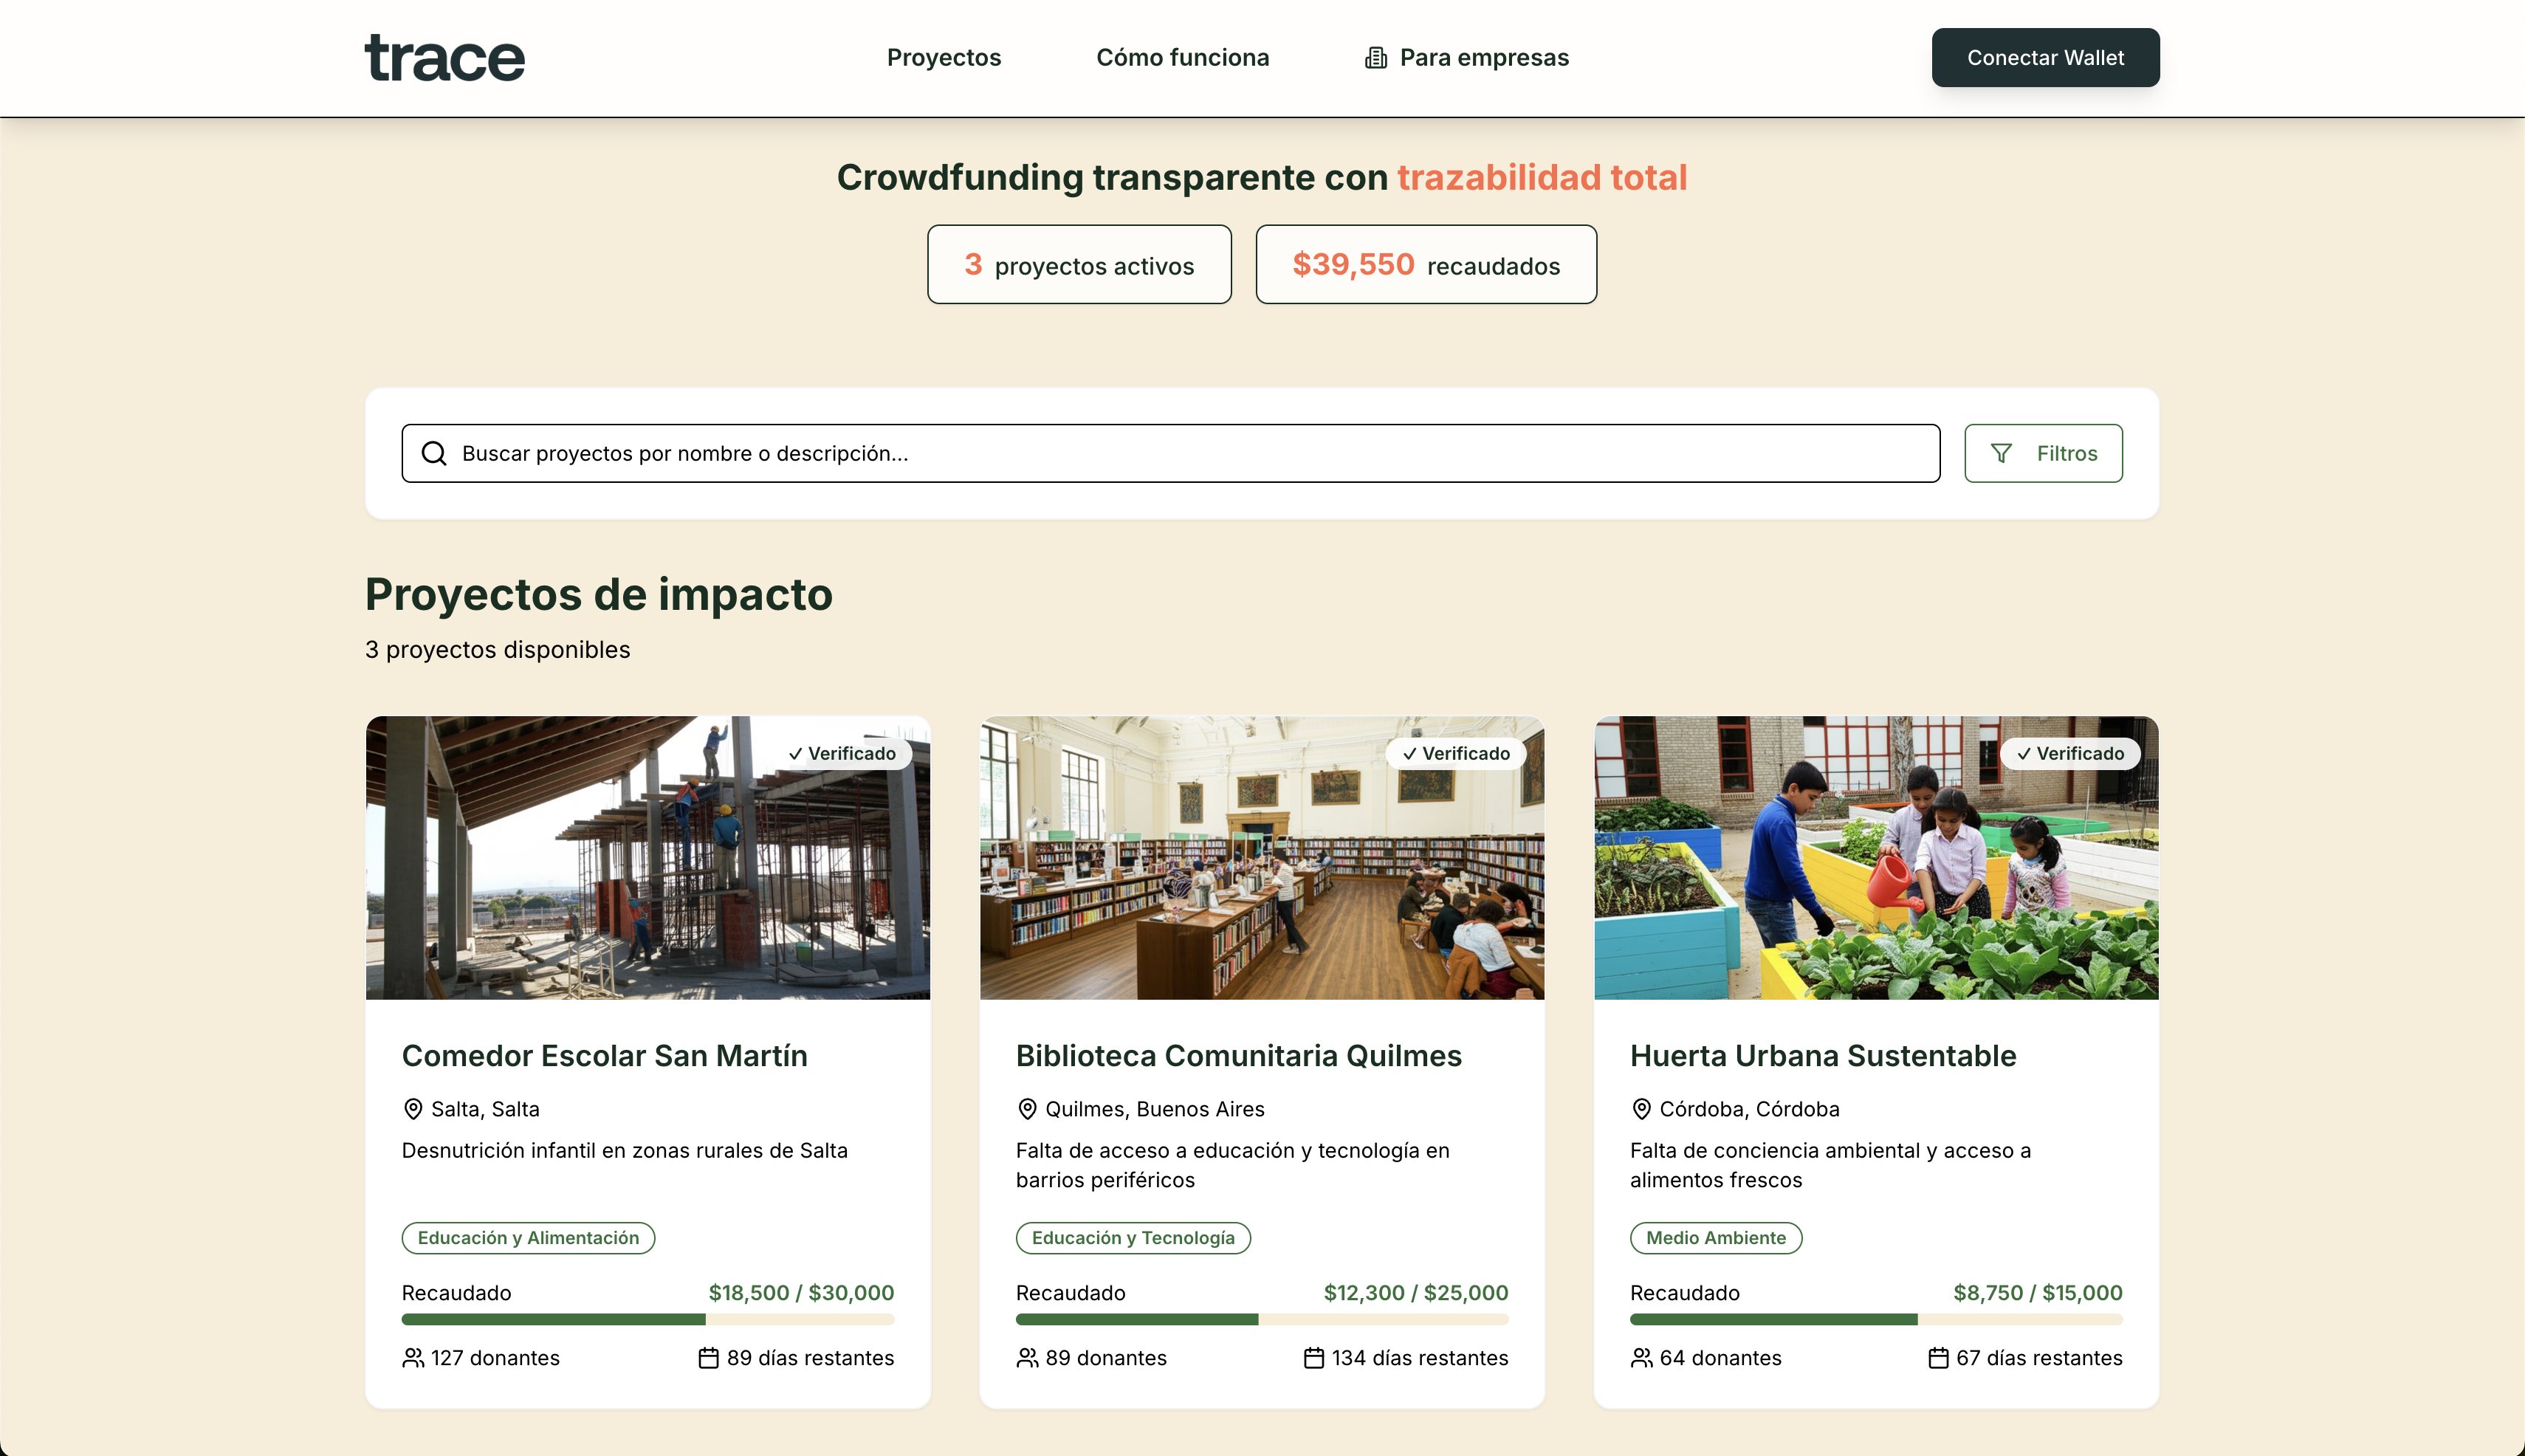 trace
Proyectos
Cómo funciona
Para empresas
Conectar Wallet
Crowdfunding transparente con trazabilidad total
3 proyectos activos
$39,550 recaudados
Buscar proyectos por nombre o descripción...
Filtros
Proyectos de impacto
3 proyectos disponibles
✓ Verificado
Comedor Escolar San Martín
Salta, Salta
Desnutrición infantil en zonas rurales de Salta
Educación y Alimentación
Recaudado $18,500 / $30,000
127 donantes 89 días restantes
✓ Verificado
Biblioteca Comunitaria Quilmes
Quilmes, Buenos Aires
Falta de acceso a educación y tecnología en
barrios periféricos
Educación y Tecnología
Recaudado $12,300 / $25,000
89 donantes 134 días restantes
✓ Verificado
Huerta Urbana Sustentable
Córdoba, Córdoba
Falta de conciencia ambiental y acceso a
alimentos frescos
Medio Ambiente
Recaudado $8,750 / $15,000
64 donantes 67 días restantes